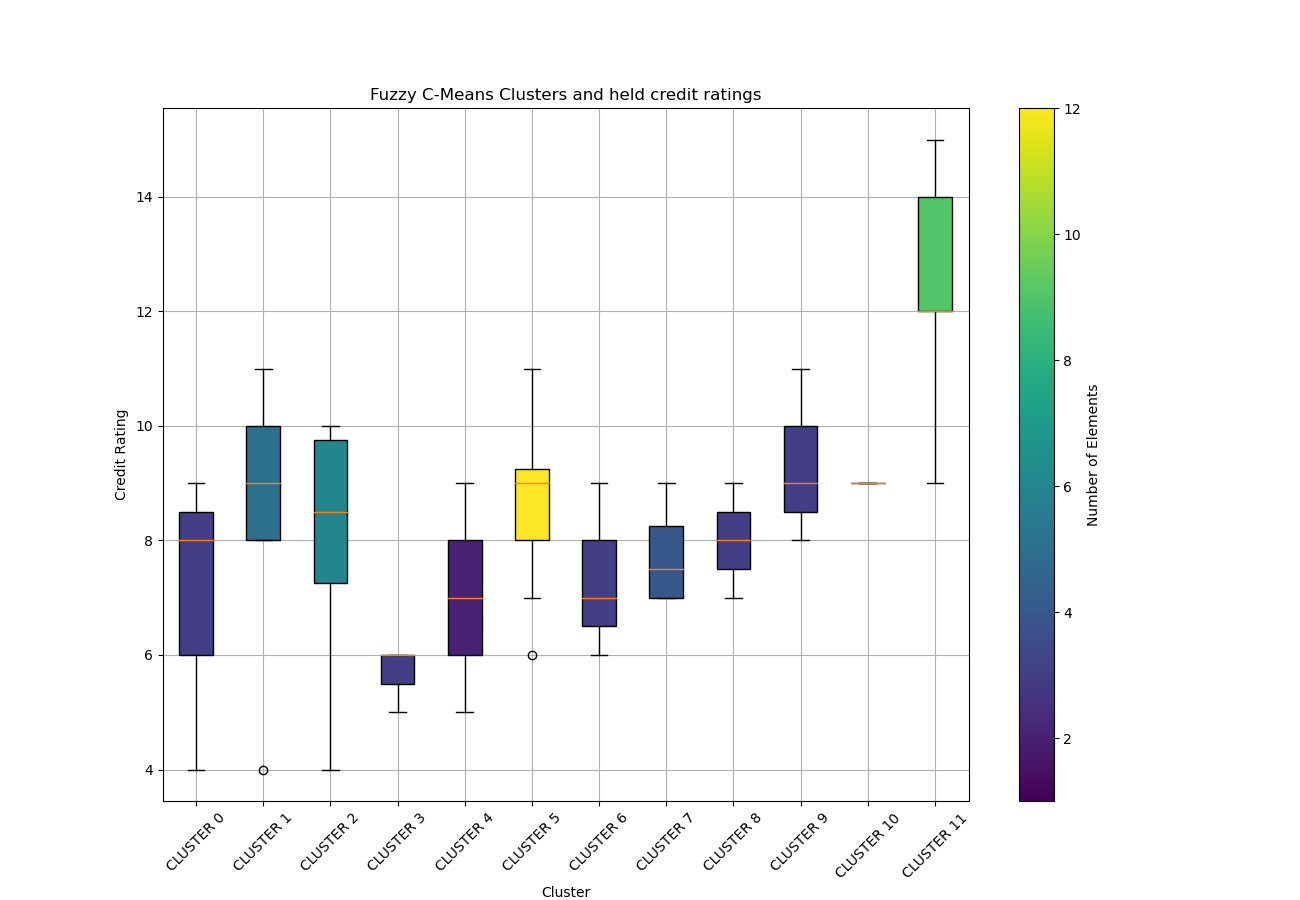 Fuzzy C-Means Clusters and held credit ratings
14
12
10
8
6
4
Credit Rating
CLUSTER 0
CLUSTER 1
CLUSTER 2
CLUSTER 3
CLUSTER 4
CLUSTER 5
CLUSTER 6
CLUSTER 7
CLUSTER 8
CLUSTER 9
CLUSTER 10
CLUSTER 11
Cluster
12
10
8
6
4
2
Number of Elements